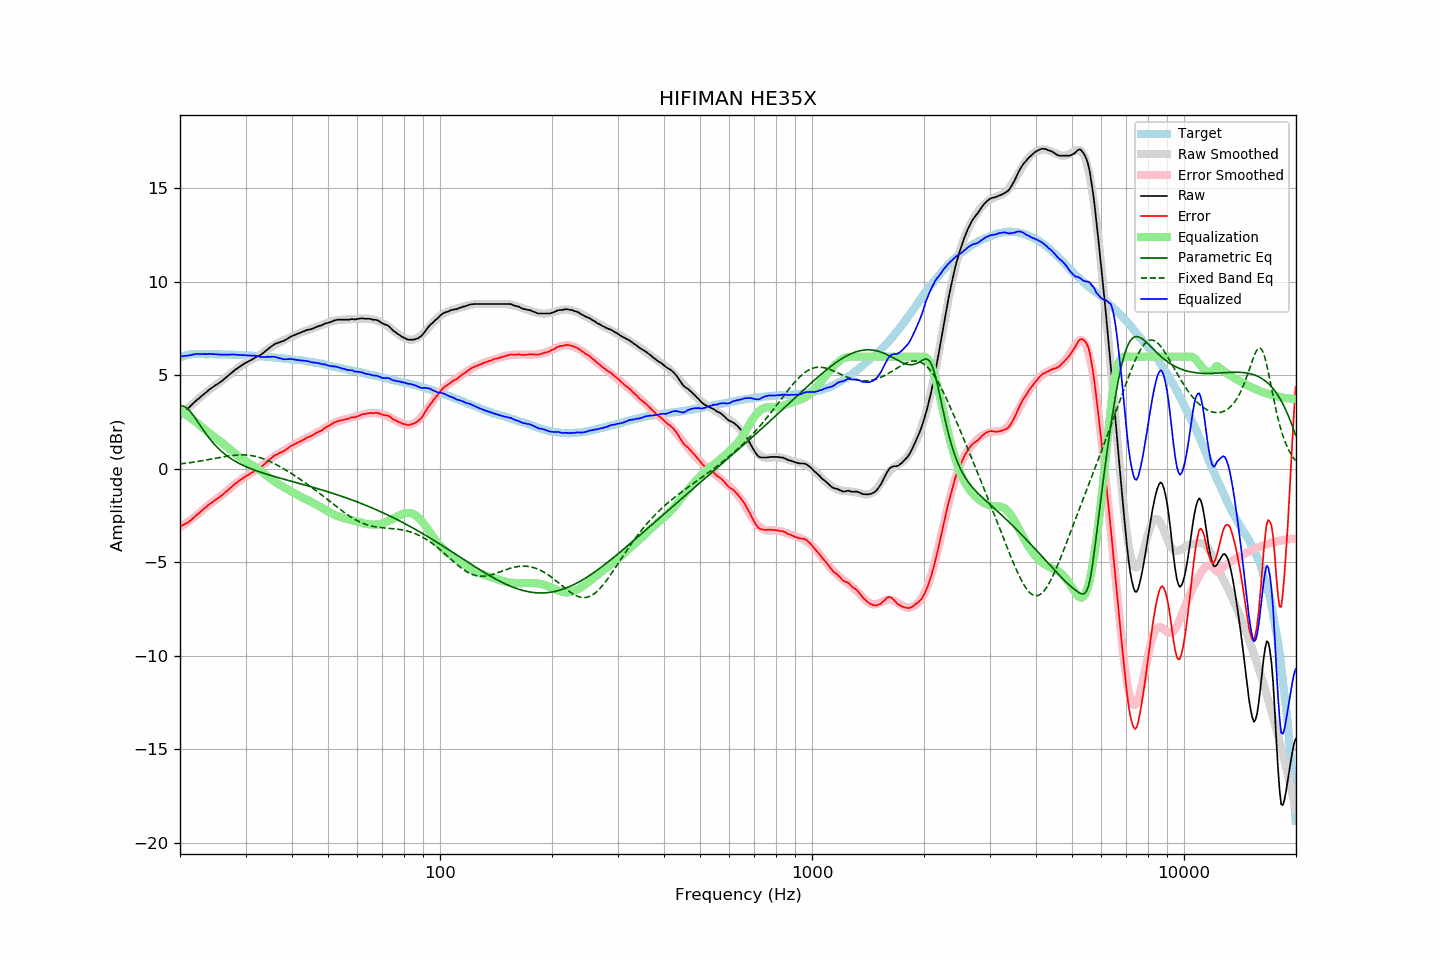 HIFIMAN HE35X
Target
Raw Smoothed
Error Smoothed
Raw
Error
Equalization
Parametric Eq
Fixed Band Eq
Equalized
15
10
5
0
−5
−10
−15
−20
Amplitude (dBr)
100
1000
10000
Frequency (Hz)